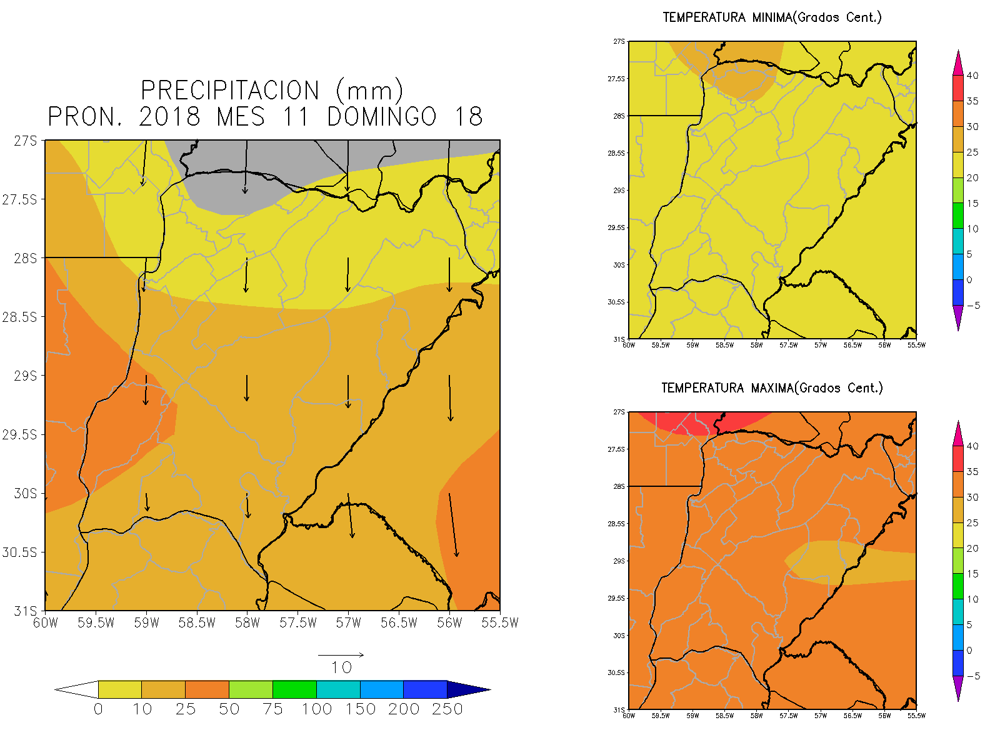 PRECIPITACION (mm)
PRON. 2018 MES 11 DOMINGO 18
27S
27.5S
28S
28.5S
29S
29.5S
30S
30.5S
31S
60W 59.5W 59W 58.5W 58W 57.5W 57W 56.5W 56W 55.5W
10
0 10 25 50 75 100 150 200 250
TEMPERATURA MINIMA(Grados Cent.)
27S
27.5S
28S
28.5S
29S
29.5S
30S
30.5S
31S
60W 59.5W 59W 58.5W 58W 57.5W 57W 56.5W 56W 55.5W
40
35
30
25
20
15
10
5
0
-5
TEMPERATURA MAXIMA(Grados Cent.)
27S
27.5S
28S
28.5S
29S
29.5S
30S
30.5S
31S
60W 59.5W 59W 58.5W 58W 57.5W 57W 56.5W 56W 55.5W
40
35
30
25
20
15
10
5
0
-5